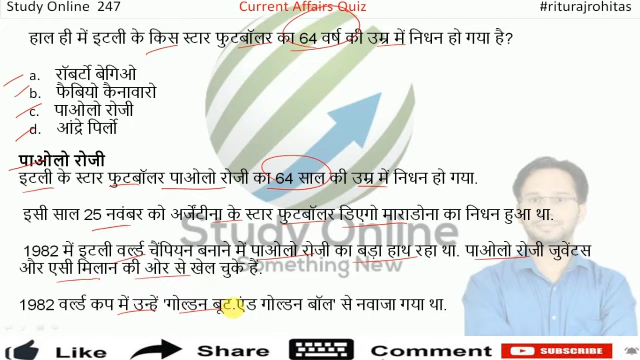 Study Online 247 Current Affairs Quiz #riturajrohitas
हाल ही में इटली के किस स्टार फुटबॉलर का 64 वर्ष की उम्र में निधन हो गया है?
a. रॉबर्टो बेगिओ
b. फैबियो कैनावारो
c. पाओलो रोजी
d. आंद्रे पिर्लो
पाओलो रोजी
इटली के स्टार फुटबॉलर पाओलो रोजी का 64 साल की उम्र में निधन हो गया.
इसी साल 25 नवंबर को अर्जेंटीना के स्टार फुटबॉलर डिएगो माराडोना का निधन हुआ था.
1982 में इटली वर्ल्ड चैंपियन बनाने में पाओलो रोजी का बड़ा हाथ रहा था. पाओलो रोजी जुवेंटस
और एसी मिलान की ओर से खेल चुके हैं.
1982 वर्ल्ड कप में उन्हें 'गोल्डन बूट एंड गोल्डन बॉल' से नवाजा गया था.
Study Online
Something New
Like Share Comment SUBSCRIBE